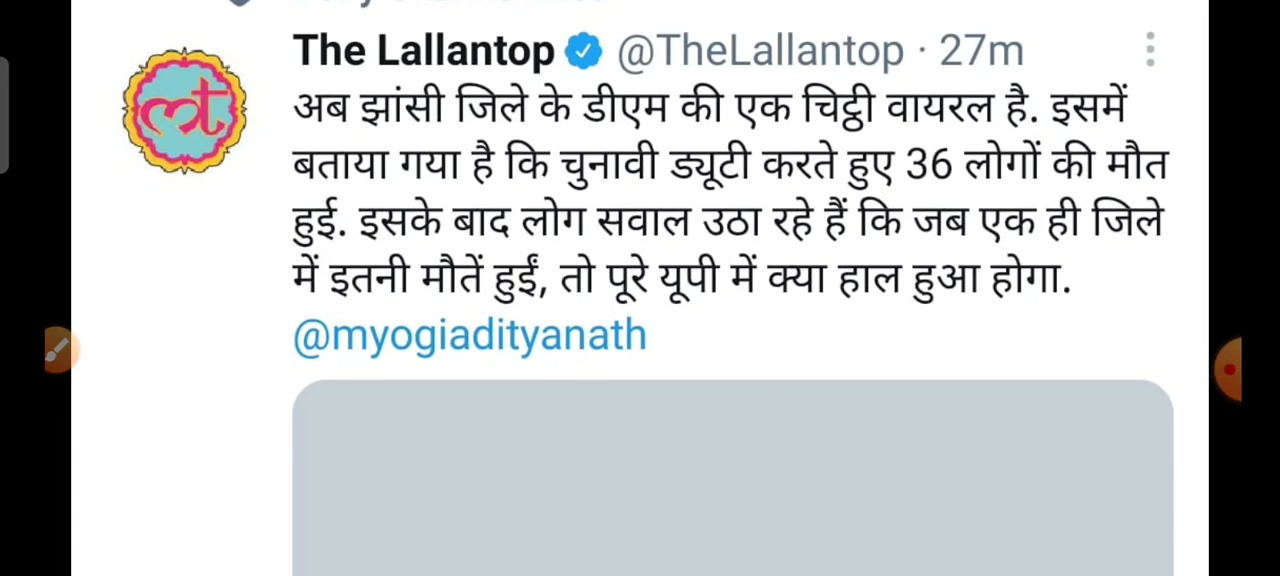 The Lallantop @TheLallantop · 27m
अब झांसी जिले के डीएम की एक चिट्ठी वायरल है. इसमें
बताया गया है कि चुनावी ड्यूटी करते हुए 36 लोगों की मौत
हुई. इसके बाद लोग सवाल उठा रहे हैं कि जब एक ही जिले
में इतनी मौतें हुईं, तो पूरे यूपी में क्या हाल हुआ होगा.
@myogiadityanath